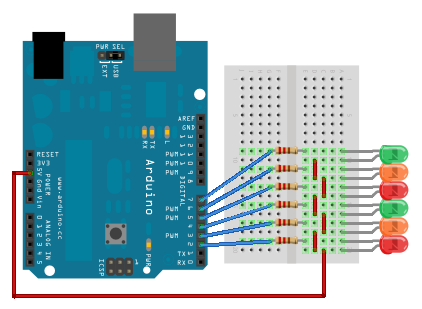 PWR SEL
EXT
USB
AREF
GND
13
12
11
10
9
8
7
6
5
4
3
2
TX 1
RX 0
PWM
PWM
PWM
PWM
PWM
PWM
DIGITAL
RX
TX
L
RESET
3V3
5V
Gnd
Vin
POWER
www.arduino.cc
Arduino
ANALOG IN
0
1
2
3
4
5
ICSP
1
PWR